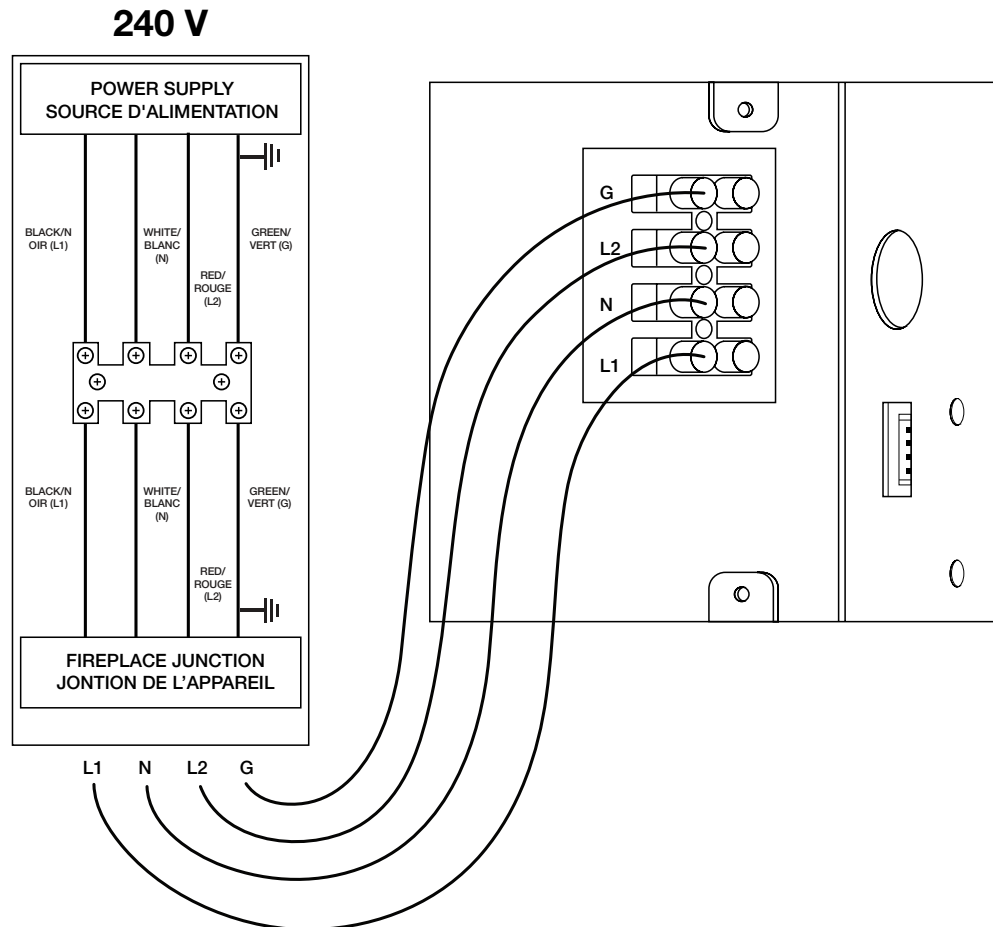 240 V
POWER SUPPLY
SOURCE D'ALIMENTATION
BLACK/N
OIR (L1)
WHITE/
BLANC
(N)
RED/
ROUGE
(L2)
GREEN/
VERT (G)
BLACK/N
OIR (L1)
WHITE/
BLANC
(N)
RED/
ROUGE
(L2)
GREEN/
VERT (G)
FIREPLACE JUNCTION
JONTION DE L’APPAREIL
L1 N L2 G
G
L2
N
L1